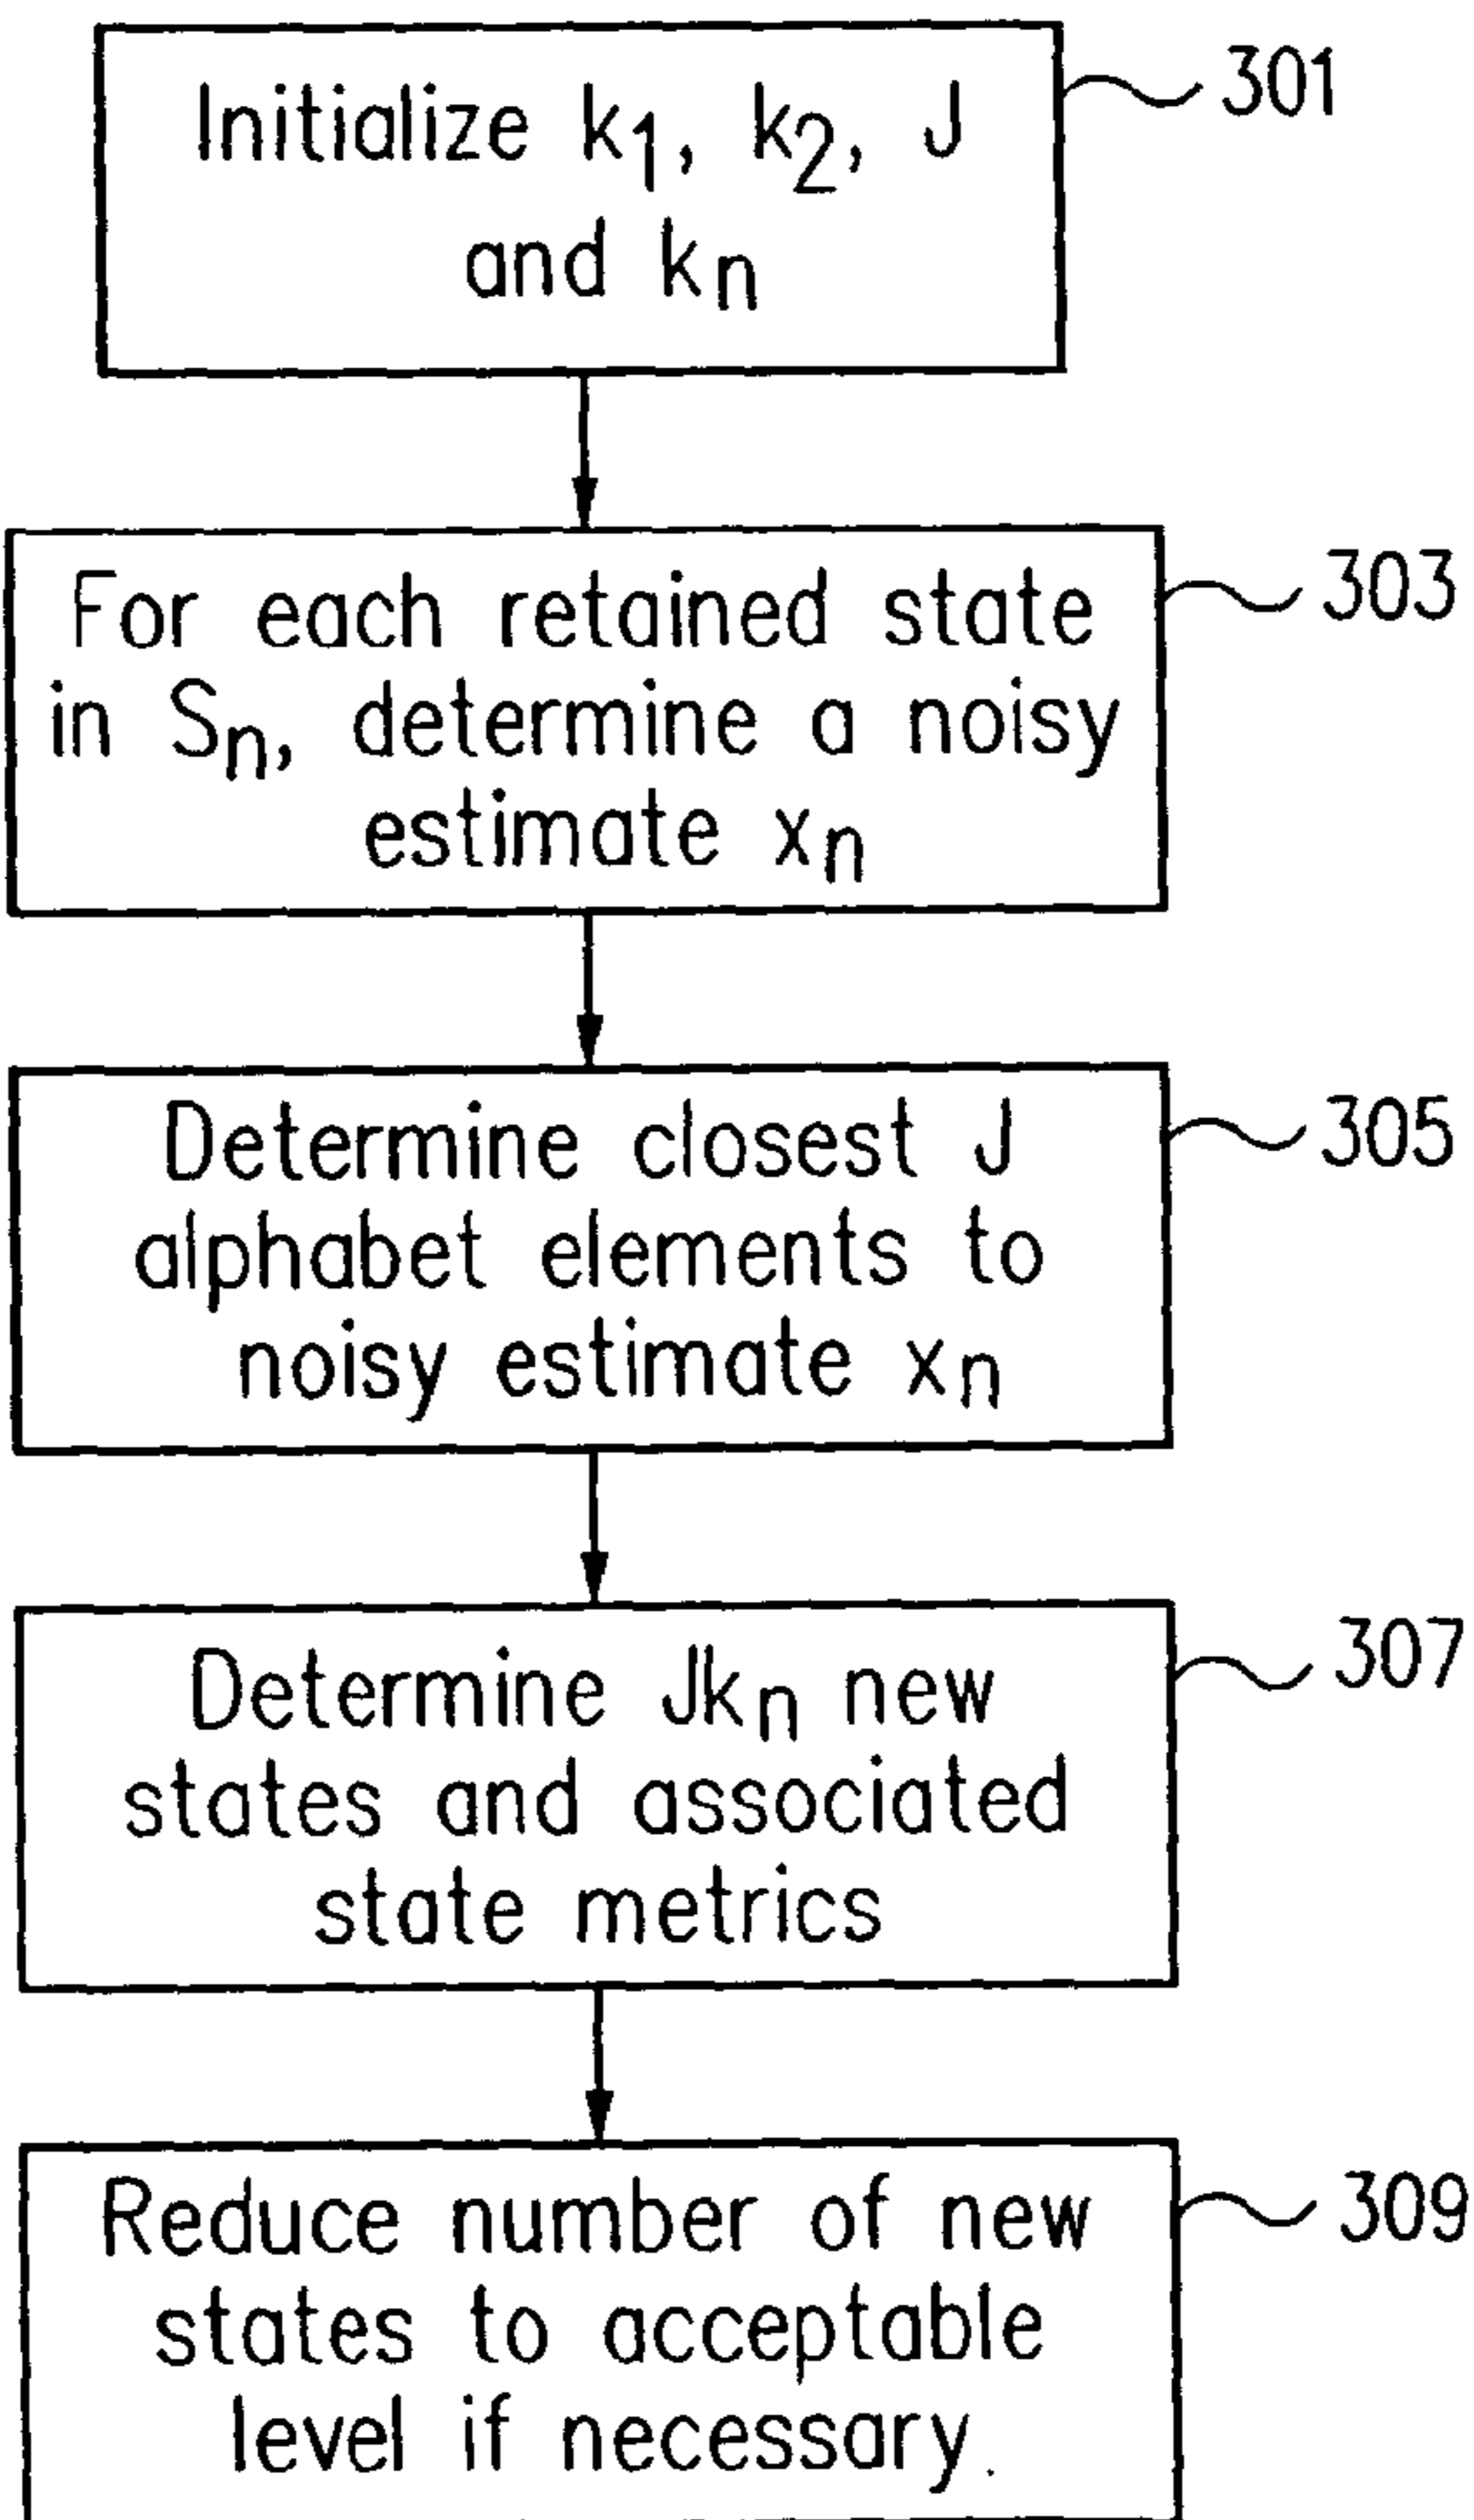 Initialize k1, k2, J
and kn
301
For each retained state
in Sn, determine a noisy
estimate xn
303
Determine closest J
alphabet elements to
noisy estimate xn
305
Determine Jkn new
states and associated
state metrics
307
Reduce number of new
states to acceptable
level if necessary.
309